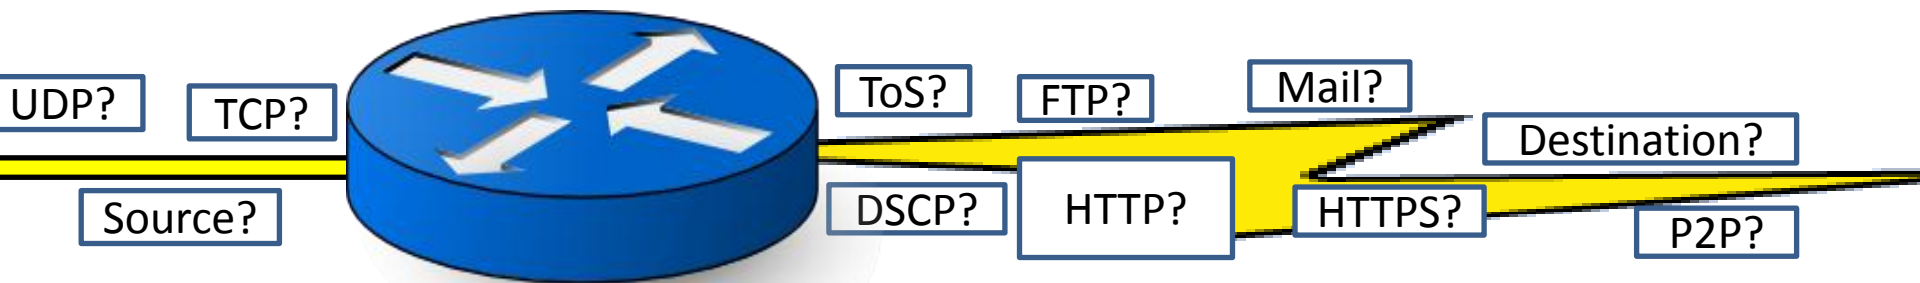 UDP?
TCP?
Source?
ToS?
FTP?
Mail?
Destination?
DSCP?
HTTP?
HTTPS?
P2P?